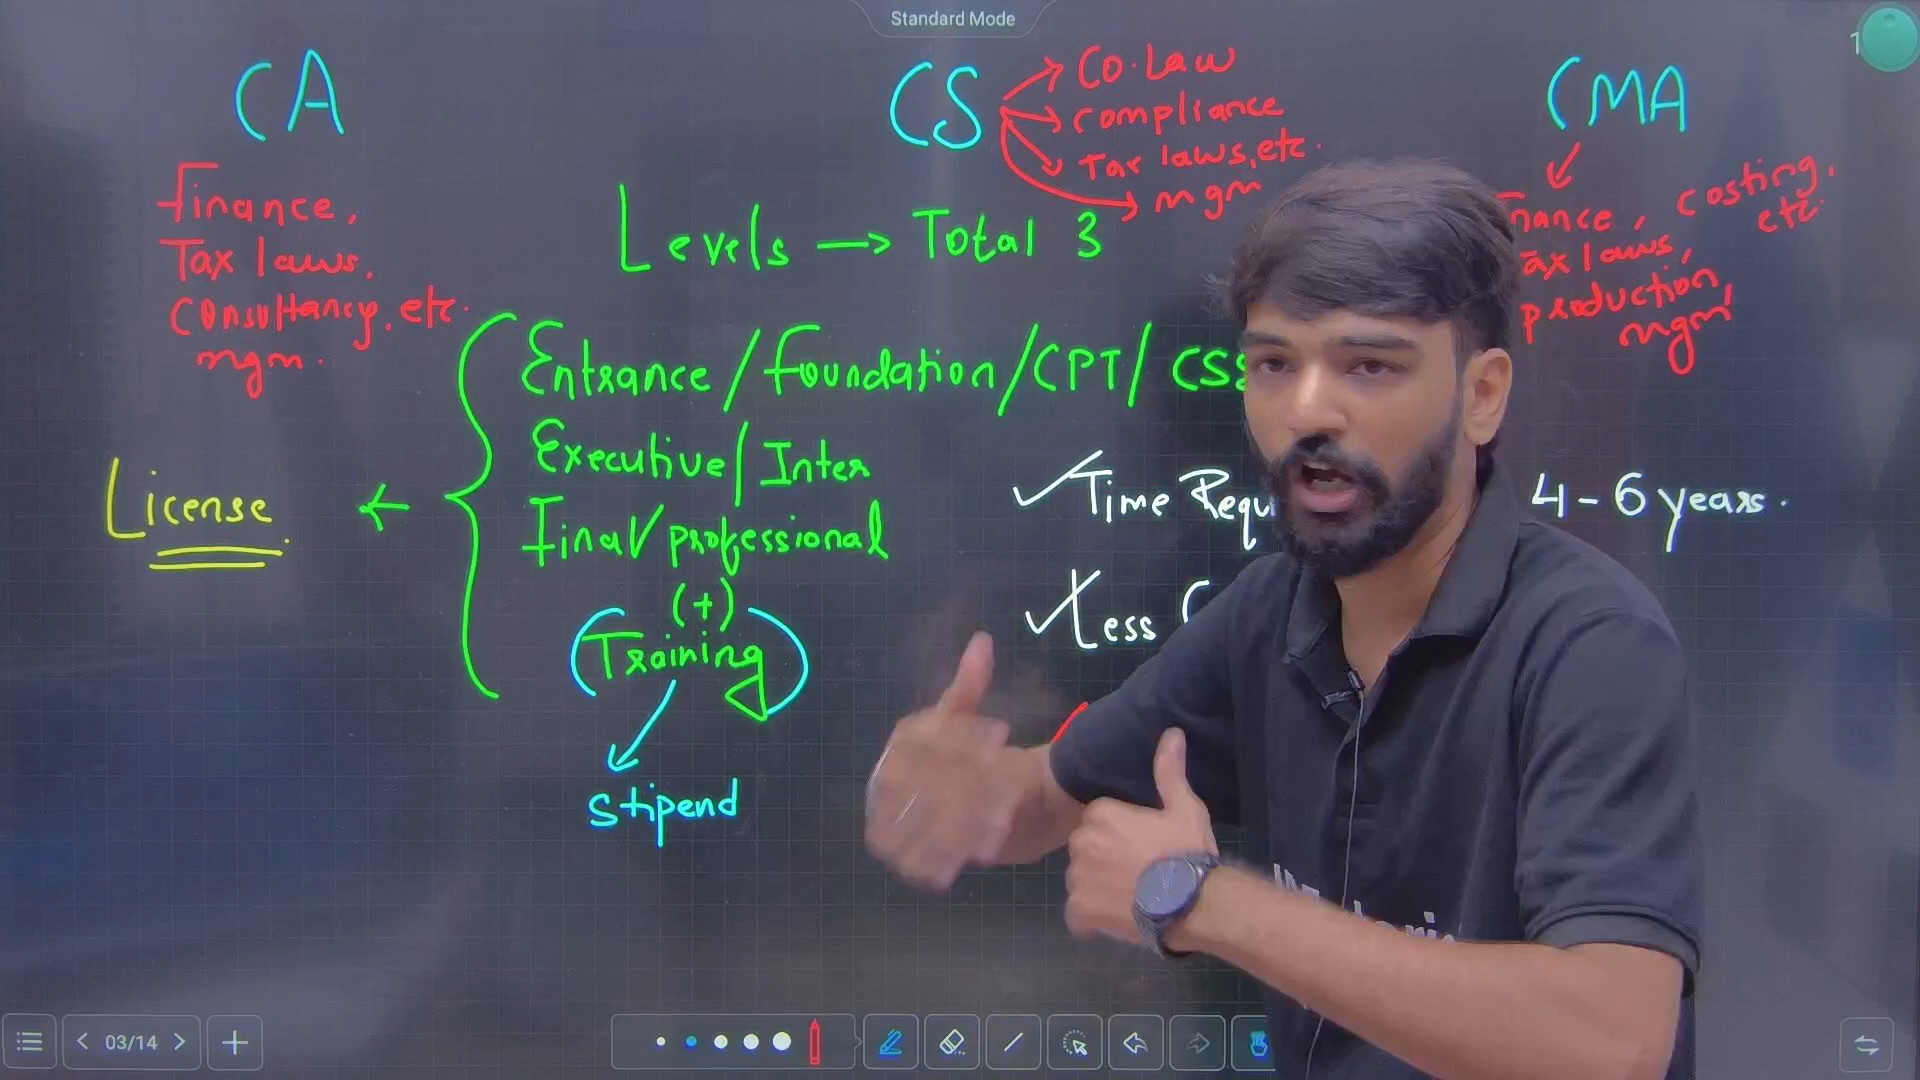 Standard Mode
CA
Finance,
Tax laws,
Consultancy, etc.
mgm.
CS
Co. Law
compliance
Tax laws, etc.
mgm
CMA
costing,
etc.
laws,
production,
mgm
Levels → Total 3
Entrance / Foundation / CPT /
Executive / Inter
Final / professional
(+)
(Training)
stipend
License ←
✓ Time
4 - 6 years.
✓ Less
03/14